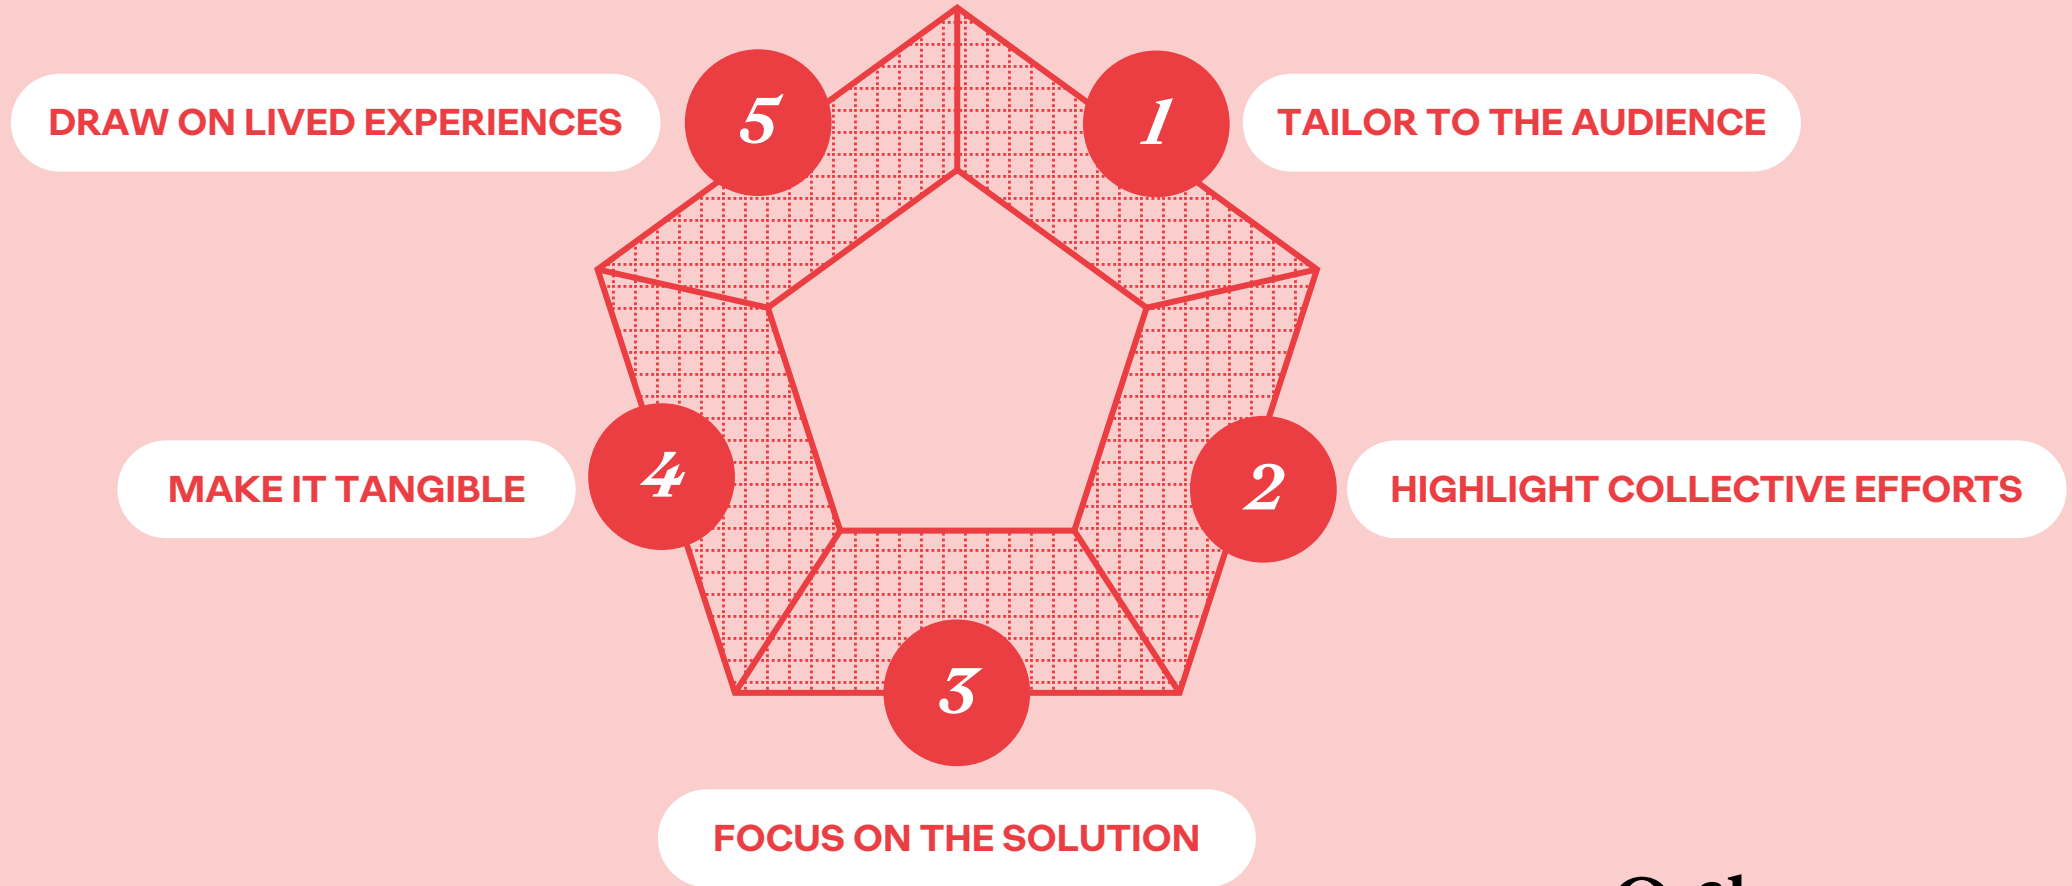 5
DRAW ON LIVED EXPERIENCES
1
TAILOR TO THE AUDIENCE
4
MAKE IT TANGIBLE
2
HIGHLIGHT COLLECTIVE EFFORTS
3
FOCUS ON THE SOLUTION